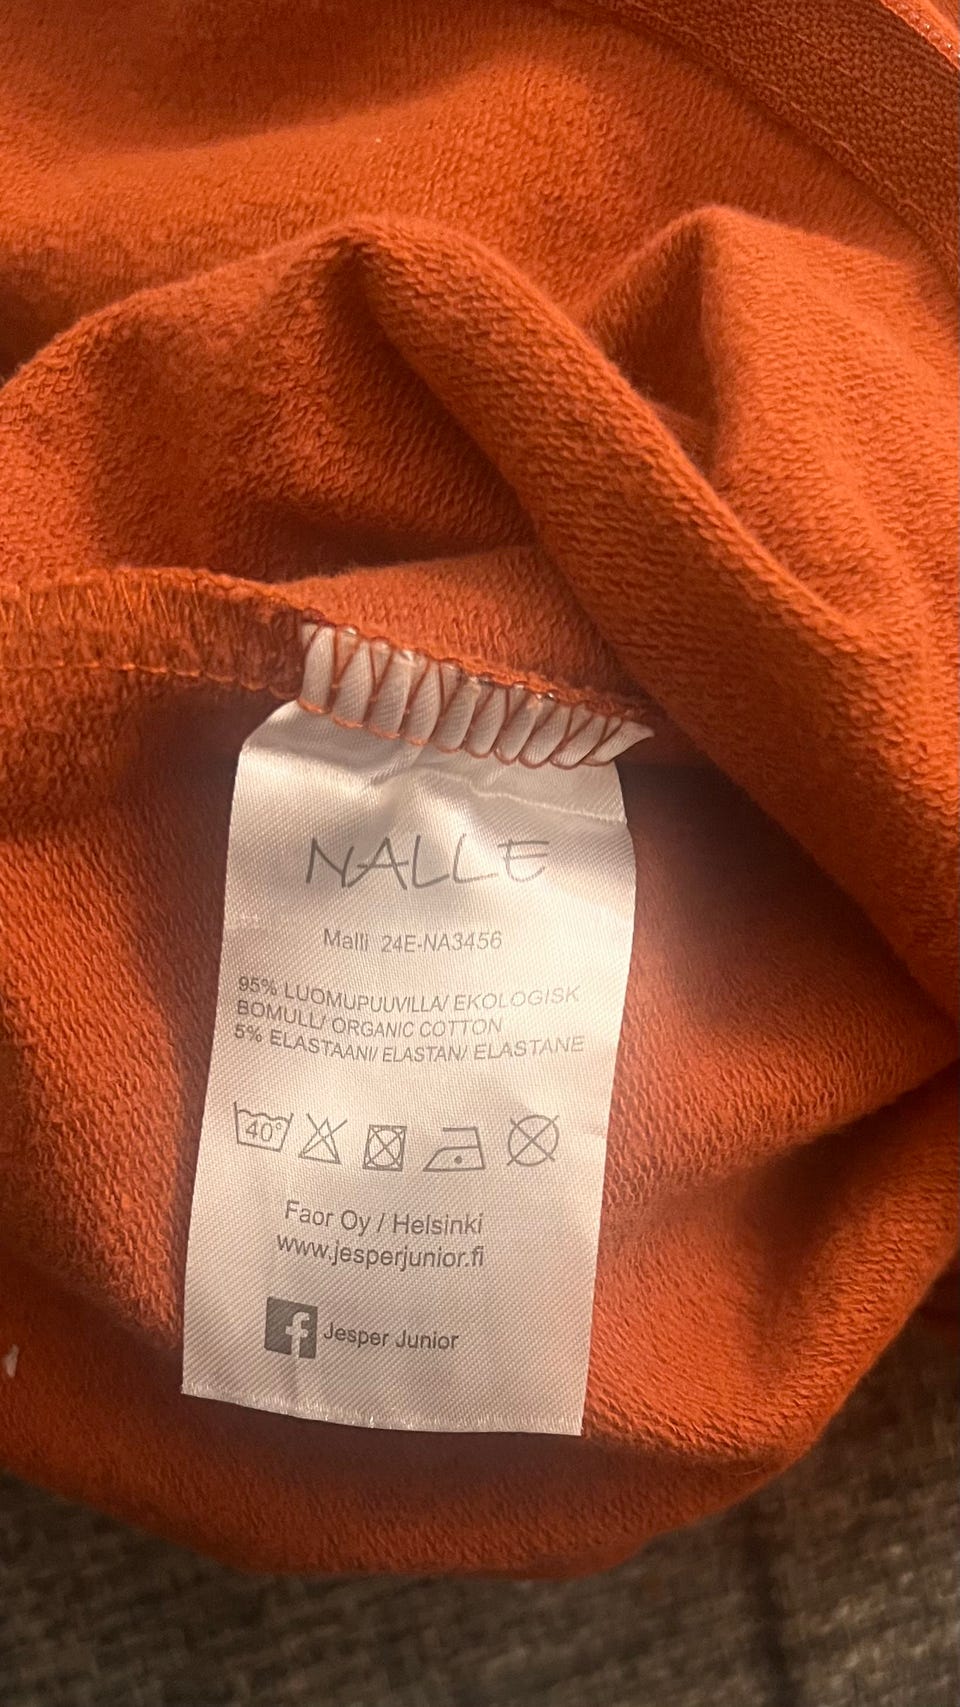 NALLE
Malli 24E-NA3456
95% LUOMUPUUVILLA/ EKOLOGISK
BOMULL/ ORGANIC COTTON
5% ELASTAANI/ ELASTAN/ ELASTANE
40°
Faor Oy / Helsinki
www.jesperjunior.fi
f Jesper Junior